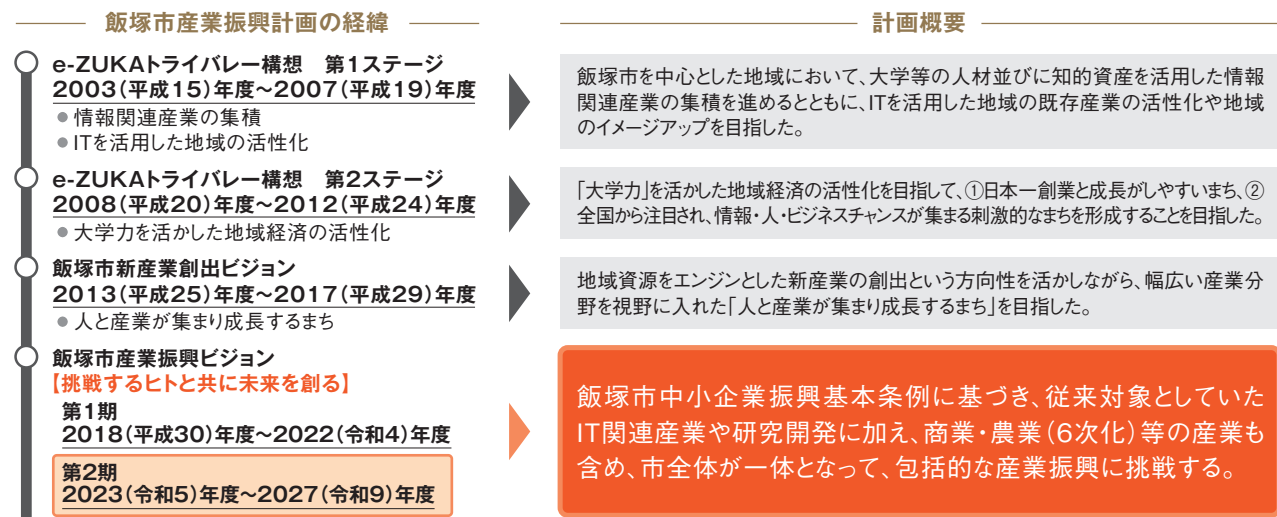 飯塚市産業振興計画の経緯
計画概要
e-ZUKAトライバレー構想　第1ステージ
2003（平成15）年度〜2007（平成19）年度
●情報関連産業の集積
●ITを活用した地域の活性化
飯塚市を中心とした地域において、大学等の人材並びに知的資産を活用した情報
関連産業の集積を進めるとともに、ITを活用した地域の既存産業の活性化や地域
のイメージアップを目指した。
e-ZUKAトライバレー構想　第2ステージ
2008（平成20）年度〜2012（平成24）年度
●大学力を活かした地域経済の活性化
「大学力」を活かした地域経済の活性化を目指して、①日本一創業と成長がしやすいまち、②
全国から注目され、情報・人・ビジネスチャンスが集まる刺激的なまちを形成することを目指した。
飯塚市新産業創出ビジョン
2013（平成25）年度〜2017（平成29）年度
●人と産業が集まり成長するまち
地域資源をエンジンとした新産業の創出という方向性を活かしながら、幅広い産業分
野を視野に入れた「人と産業が集まり成長するまち」を目指した。
飯塚市産業振興ビジョン
【挑戦するヒトと共に未来を創る】
第1期
2018（平成30）年度〜2022（令和4）年度
第2期
2023（令和5）年度〜2027（令和9）年度
飯塚市中小企業振興基本条例に基づき、従来対象としていた
IT関連産業や研究開発に加え、商業・農業（6次化）等の産業も
含め、市全体が一体となって、包括的な産業振興に挑戦する。